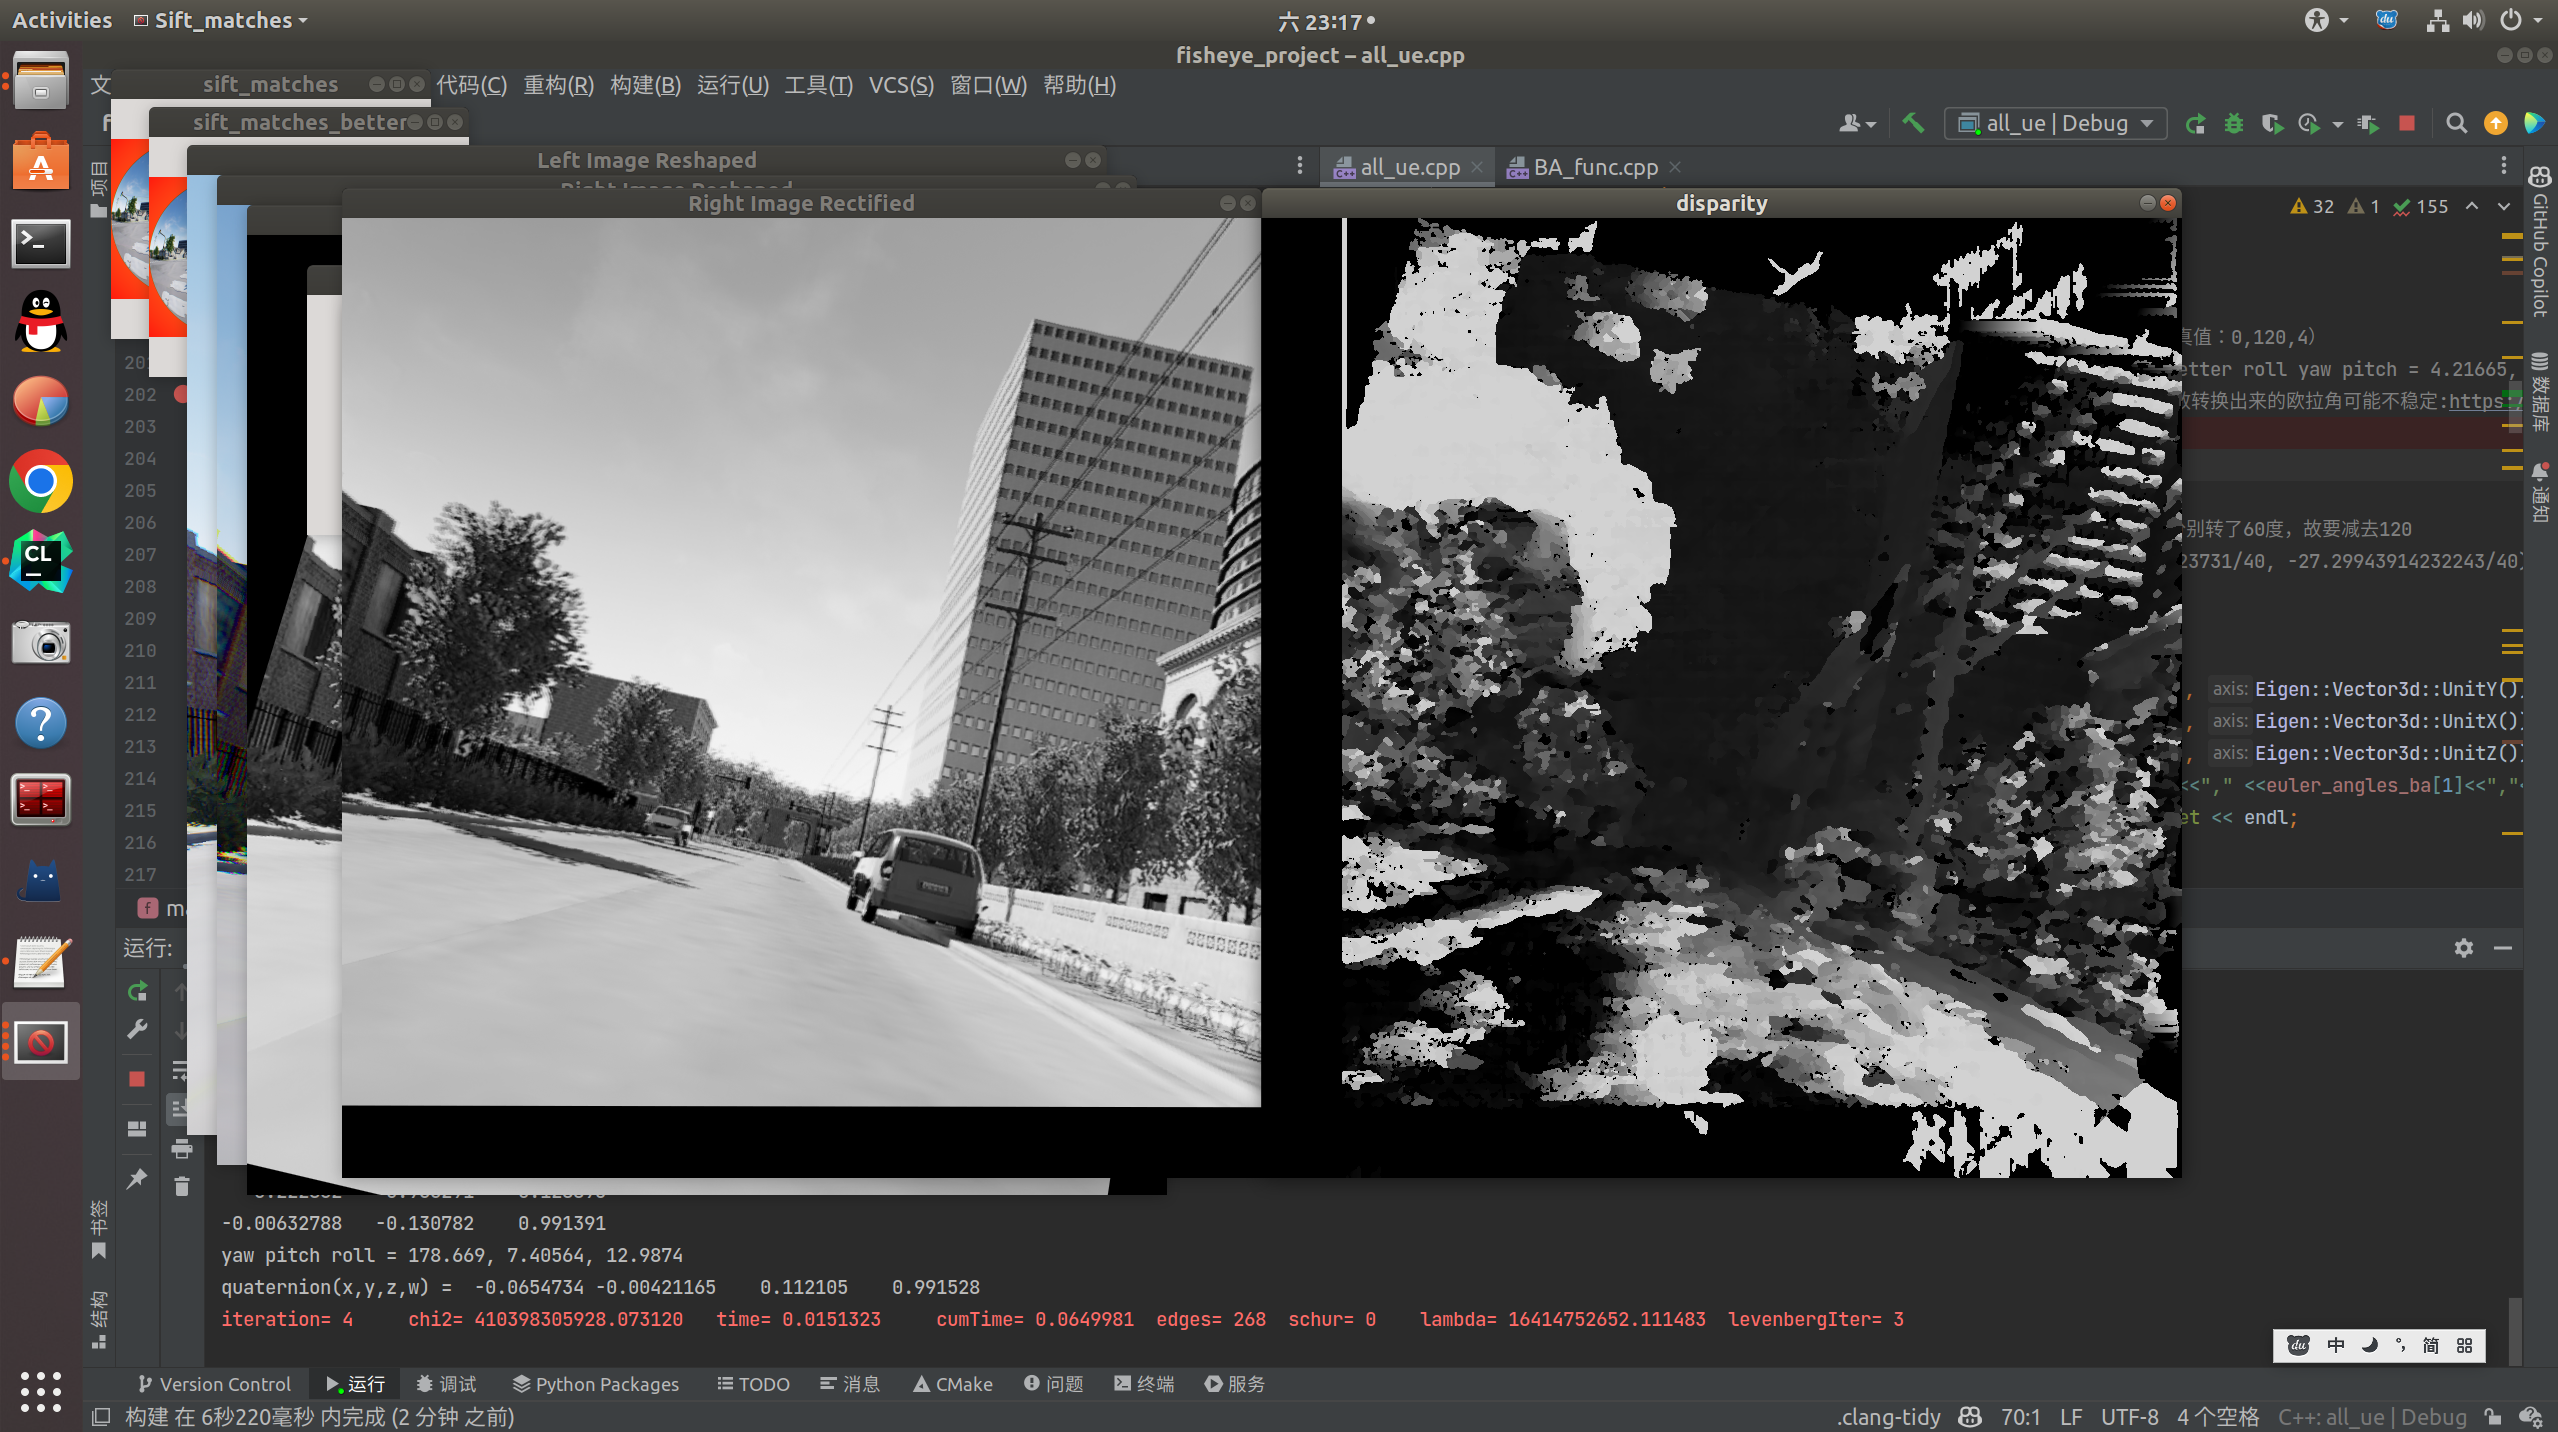 Activities
Sift_matches
六 23:17
fisheye_project – all_ue.cpp
文
代码(C) 重构(R) 构建(B) 运行(U) 工具(T) VCS(S) 窗口(W) 帮助(H)
sift_matches
sift_matches_better
all_ue | Debug
Left Image Reshaped
Right Image Reshaped
Right Image Rectified
disparity
all_ue.cpp
BA_func.cpp
32 1 155
项目
GitHub Copilot
数据库
通知
真值：0,120,4）
etter roll yaw pitch = 4.21665,
数转换出来的欧拉角可能不稳定:https:/
别转了60度，故要减去120
23731/40, -27.29943914232243/40)
, axis: Eigen::Vector3d::UnitY()
, axis: Eigen::Vector3d::UnitX()
, axis: Eigen::Vector3d::UnitZ()
<<"," <<euler_angles_ba[1]<<","<
et << endl;
201
202
203
204
205
206
207
208
209
210
211
212
213
214
215
216
217
f ma
运行:
书签
结构
-0.00632788 -0.130782 0.991391
yaw pitch roll = 178.669, 7.40564, 12.9874
quaternion(x,y,z,w) = -0.0654734 -0.00421165 0.112105 0.991528
iteration= 4 chi2= 410398305928.073120 time= 0.0151323 cumTime= 0.0649981 edges= 268 schur= 0 lambda= 16414752652.111483 levenbergIter= 3
du 中 °, 简
Version Control 运行 调试 Python Packages TODO 消息 CMake 问题 终端 服务
构建 在 6秒220毫秒 内完成 (2 分钟 之前)
.clang-tidy 70:1 LF UTF-8 4 个空格 C++: all_ue | Debug